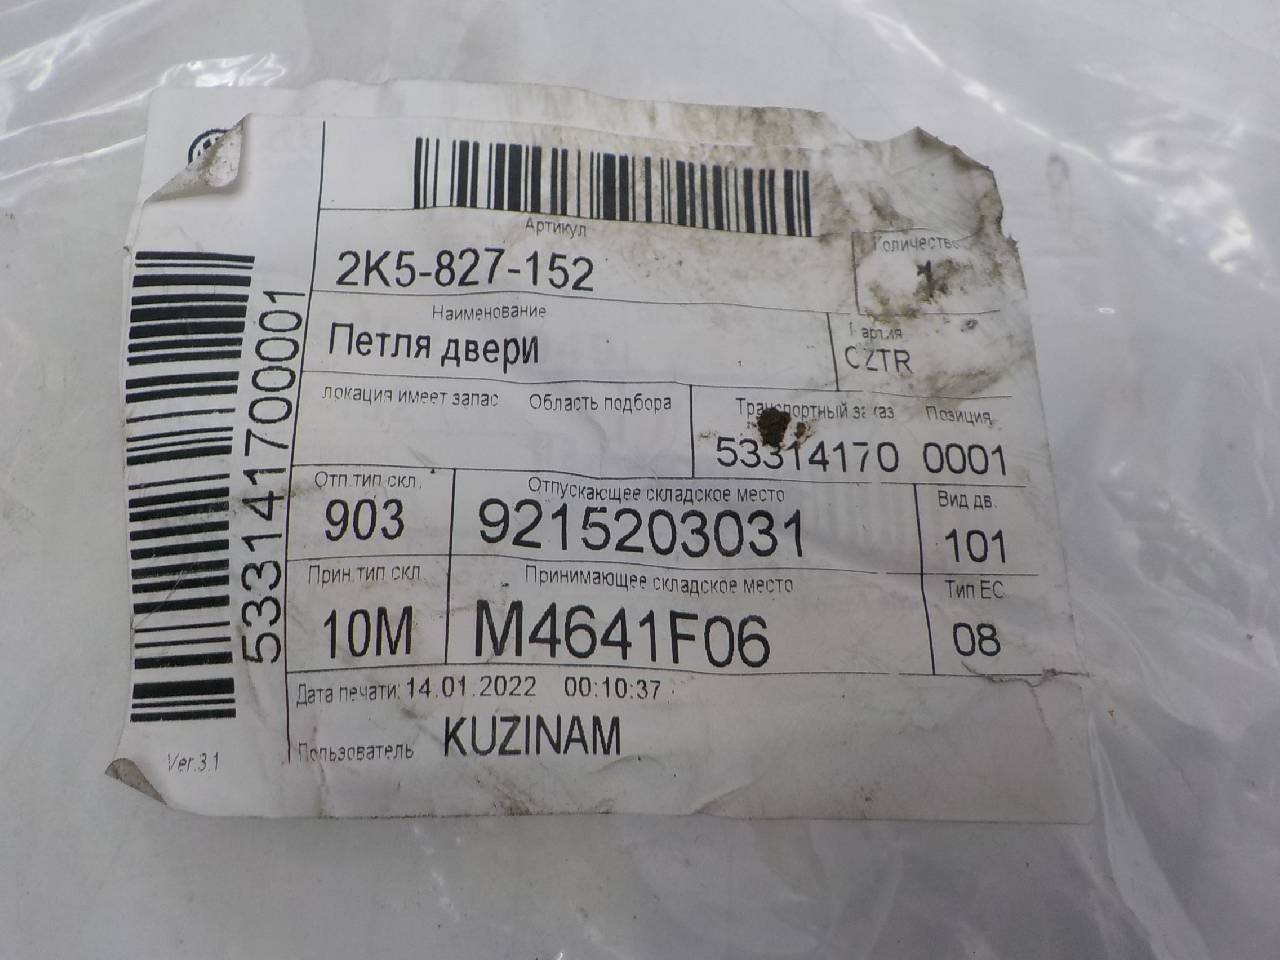 Артикул
2K5-827-152
Количество
1
Наименование
Петля двери
Партия
CZTR
локация имеет запас Область подбора
Транспортный заказ Позиция
53314170 0001
Отп.тип скл. Отпускающее складское место Вид дв.
903 9215203031 101
Прин.тип скл Принимающее складское место Тип ЕС
10M M4641F06 08
Дата печати: 14.01.2022 00:10:37
Пользователь KUZINAM
533141700001
Ver.3.1